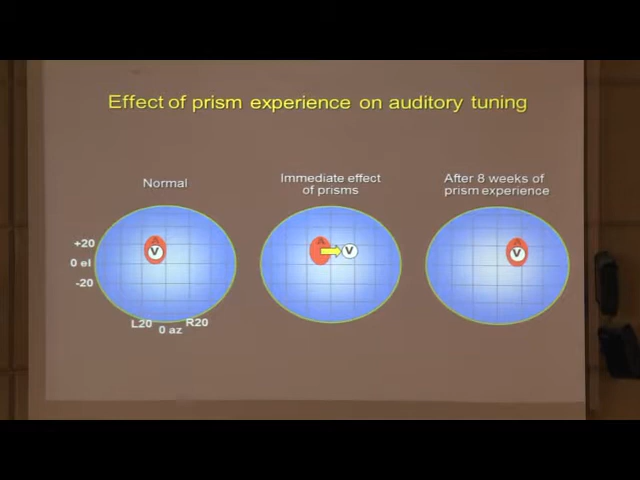 Effect of prism experience on auditory tuning
Normal
Immediate effect
of prisms
After 8 weeks of
prism experience
+20
0 el
-20
A
V
A
V
A
V
L20
0 az
R20